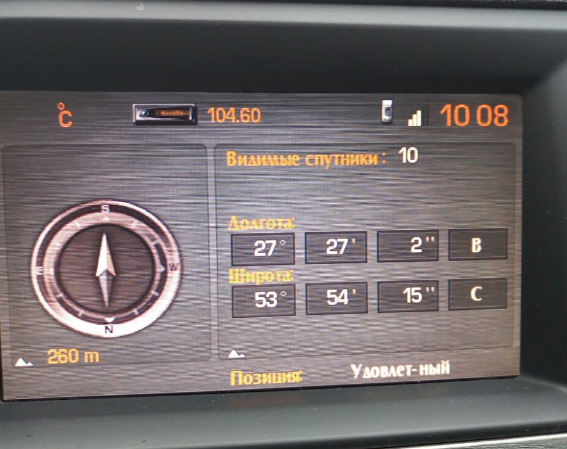 °C 104.60 10 08
Видимые спутники: 10
S
E W
N
Долгота:
27° 27' 2" В
Широта:
53° 54' 15" С
260 m
Позиция: Удовлет-ный